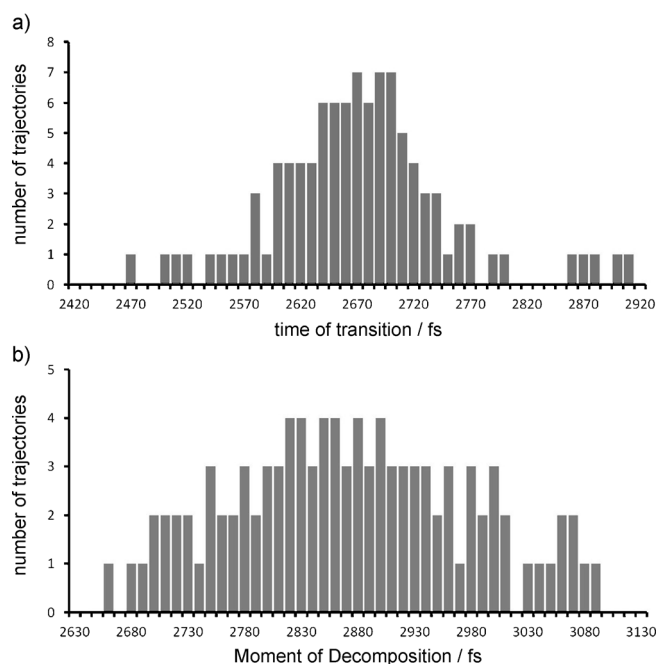 a)
8
7
6
5
4
3
2
1
0
number of trajectories
2420 2470 2520 2570 2620 2670 2720 2770 2820 2870 2920
time of transition / fs
b)
5
4
3
2
1
0
number of trajectories
2630 2680 2730 2780 2830 2880 2930 2980 3030 3080 3130
Moment of Decomposition / fs